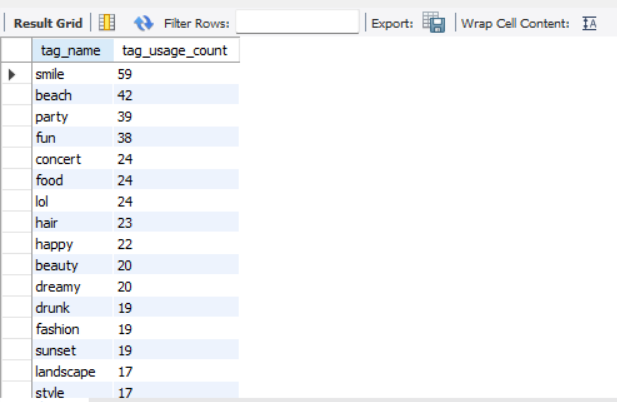 Result Grid Filter Rows: Export: Wrap Cell Content: IA
tag_name tag_usage_count
smile 59
beach 42
party 39
fun 38
concert 24
food 24
lol 24
hair 23
happy 22
beauty 20
dreamy 20
drunk 19
fashion 19
sunset 19
landscape 17
style 17